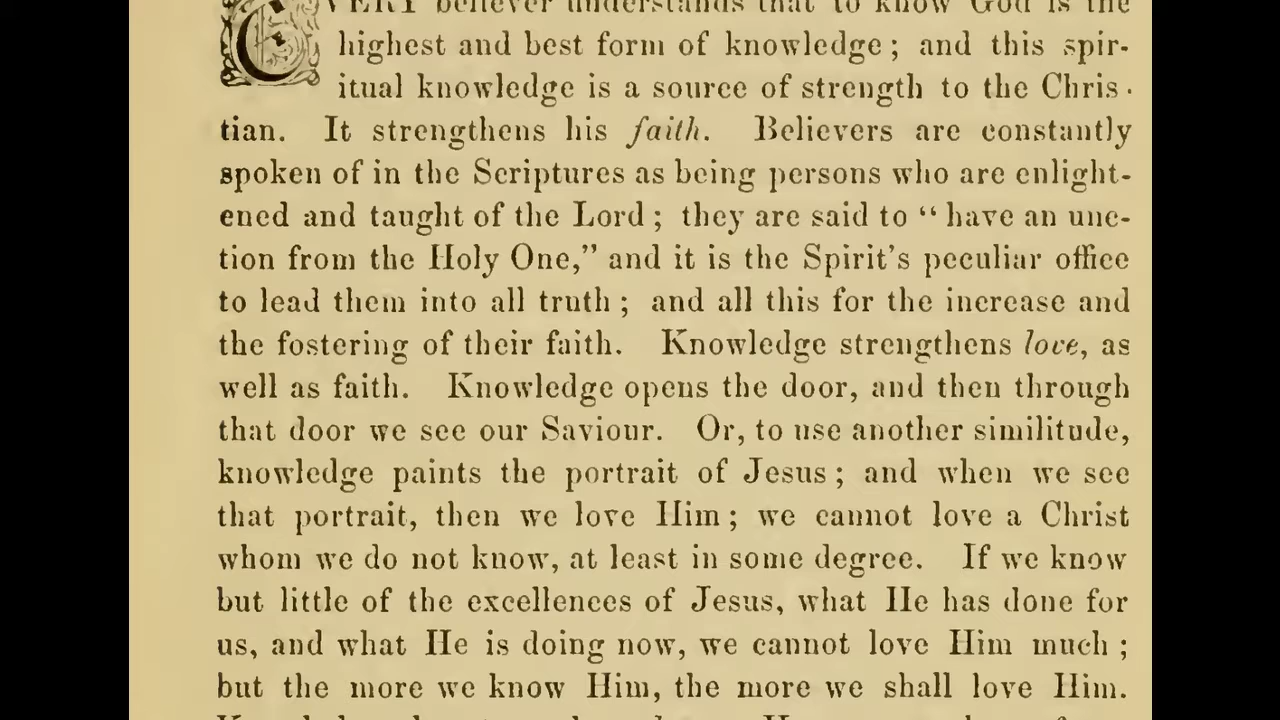 EVERY believer understands that to know God is the
highest and best form of knowledge; and this spir-
itual knowledge is a source of strength to the Chris-
tian. It strengthens his faith. Believers are constantly
spoken of in the Scriptures as being persons who are enlight-
ened and taught of the Lord; they are said to “have an unc-
tion from the Holy One,” and it is the Spirit’s peculiar office
to lead them into all truth; and all this for the increase and
the fostering of their faith. Knowledge strengthens love, as
well as faith. Knowledge opens the door, and then through
that door we see our Saviour. Or, to use another similitude,
knowledge paints the portrait of Jesus; and when we see
that portrait, then we love Him; we cannot love a Christ
whom we do not know, at least in some degree. If we know
but little of the excellences of Jesus, what He has done for
us, and what He is doing now, we cannot love Him much;
but the more we know Him, the more we shall love Him.